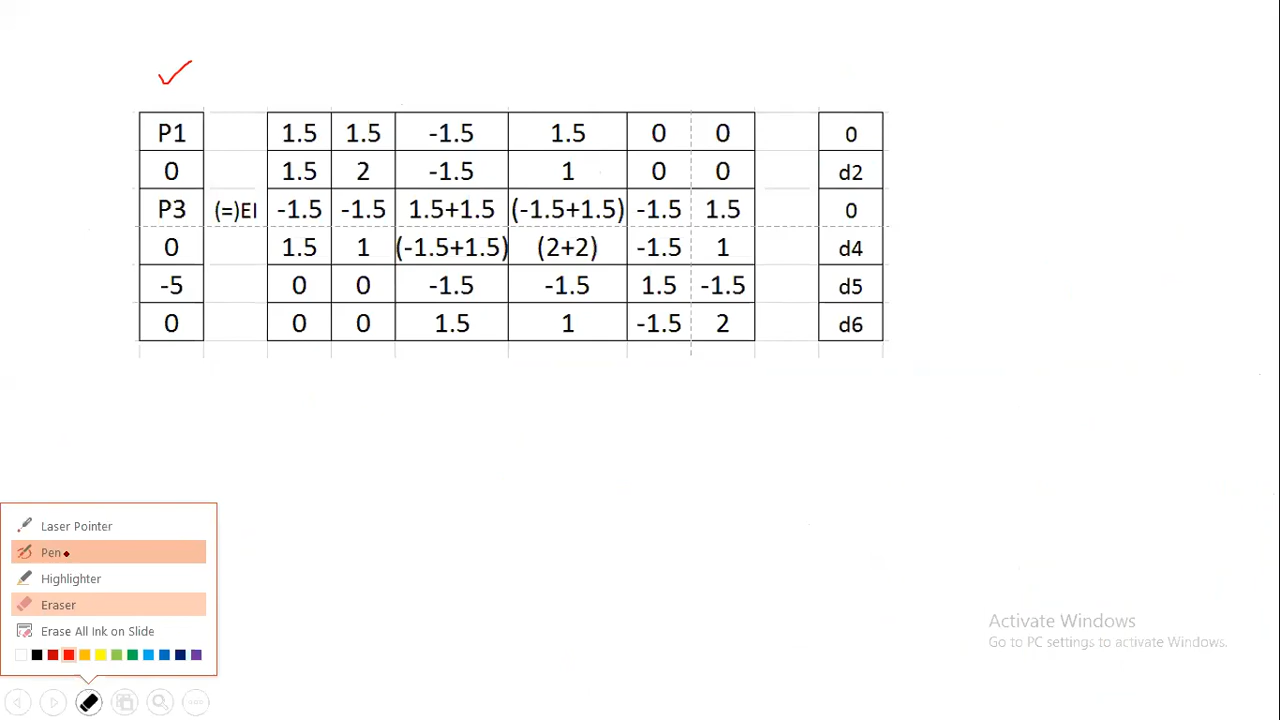 P1 1.5 1.5 -1.5 1.5 0 0 0
0 1.5 2 -1.5 1 0 0 d2
P3 (=)EI -1.5 -1.5 1.5+1.5 (-1.5+1.5) -1.5 1.5 0
0 1.5 1 (-1.5+1.5) (2+2) -1.5 1 d4
-5 0 0 -1.5 -1.5 1.5 -1.5 d5
0 0 0 1.5 1 -1.5 2 d6
Laser Pointer
Pen
Highlighter
Eraser
Erase All Ink on Slide
Activate Windows
Go to PC settings to activate Windows.